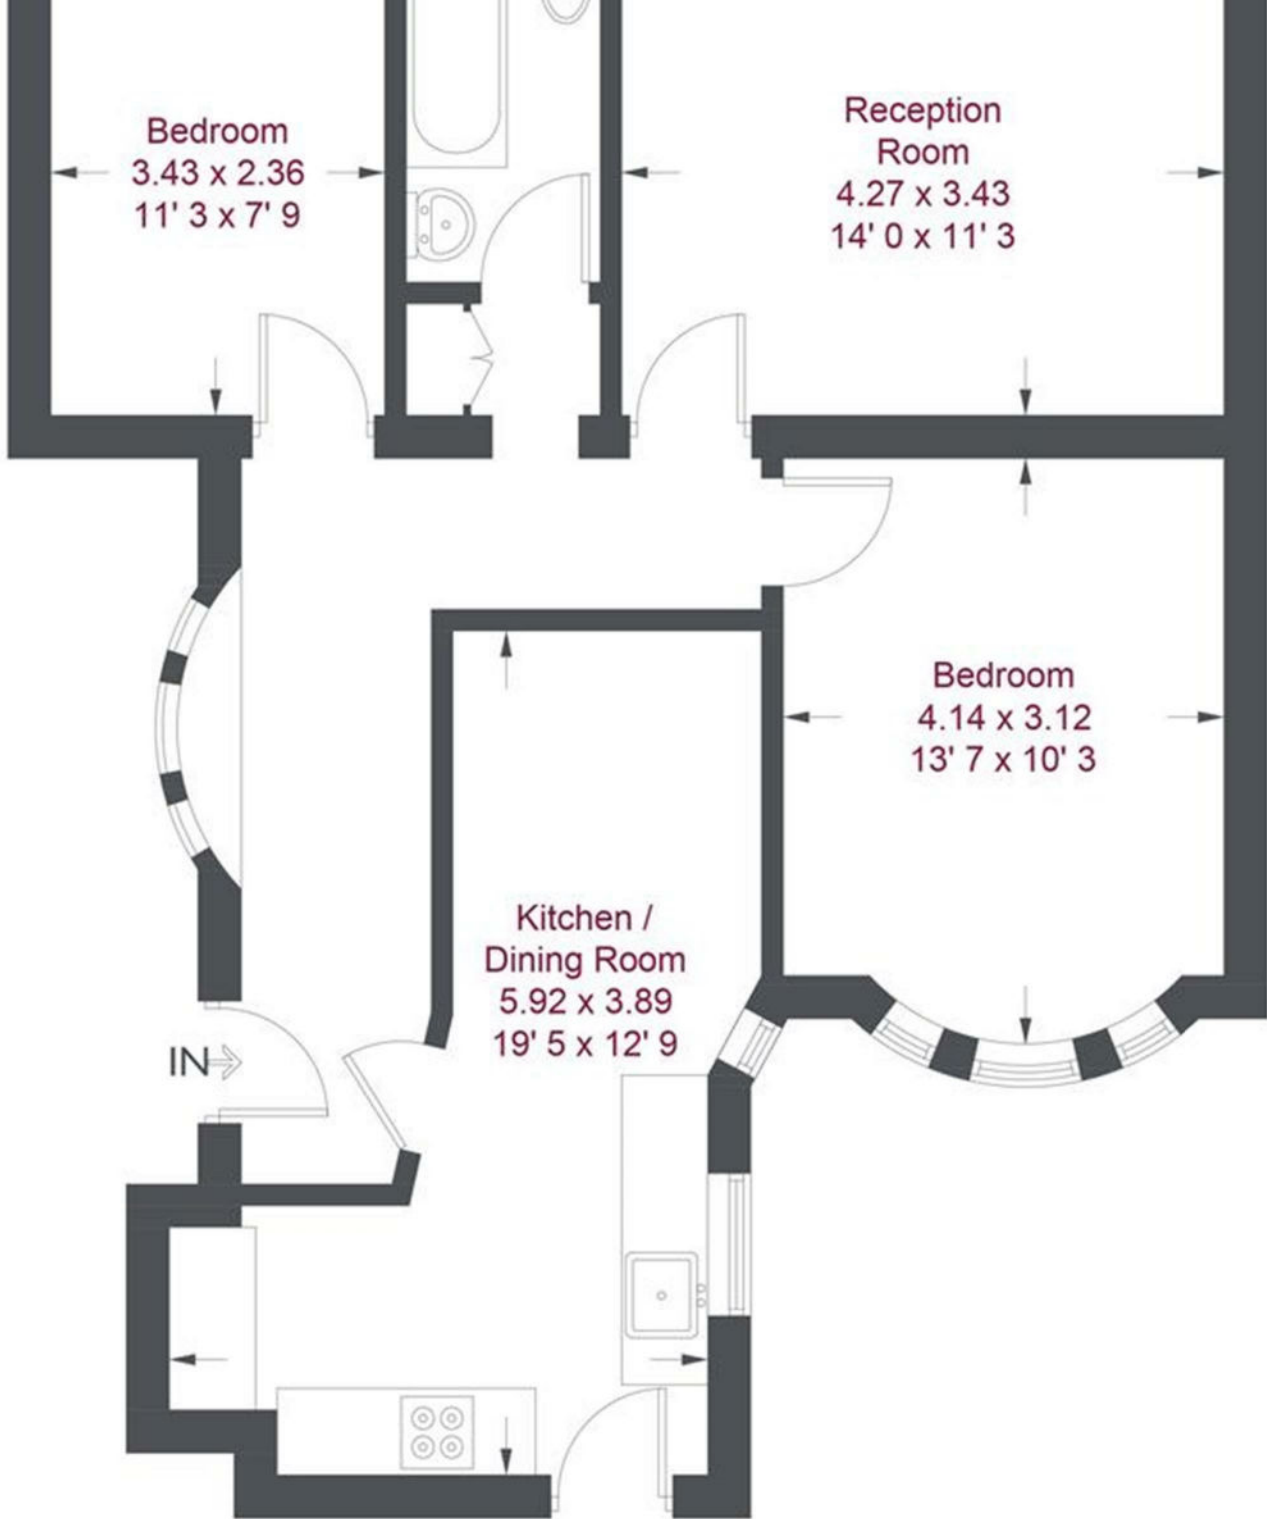 Bedroom
3.43 x 2.36
11' 3 x 7' 9
Reception
Room
4.27 x 3.43
14' 0 x 11' 3
Bedroom
4.14 x 3.12
13' 7 x 10' 3
Kitchen /
Dining Room
5.92 x 3.89
19' 5 x 12' 9
IN